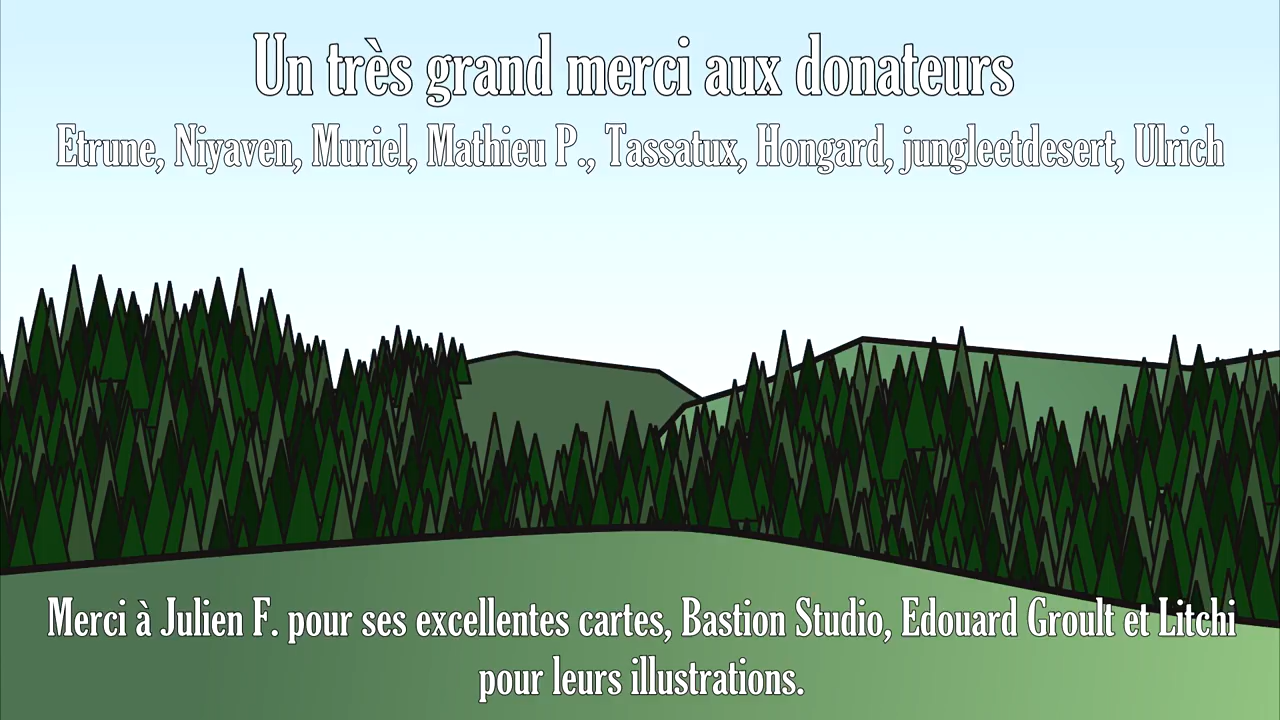 Un très grand merci aux donateurs
Etrune, Niyaven, Muriel, Mathieu P., Tassatux, Hongard, jungleetdesert, Ulrich
Merci à Julien F. pour ses excellentes cartes, Bastion Studio, Edouard Groult et Litchi
pour leurs illustrations.